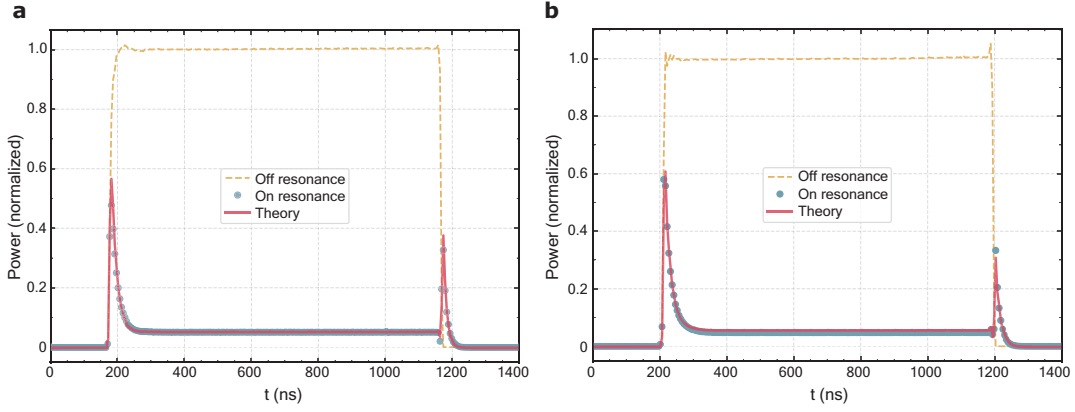 a
Power (normalized)
1.0
0.8
0.6
0.4
0.2
0
Off resonance
On resonance
Theory
0 200 400 600 800 1000 1200 1400
t (ns)
b
Power (normalized)
1.0
0.8
0.6
0.4
0.2
0
Off resonance
On resonance
Theory
0 200 400 600 800 1000 1200 1400
t (ns)